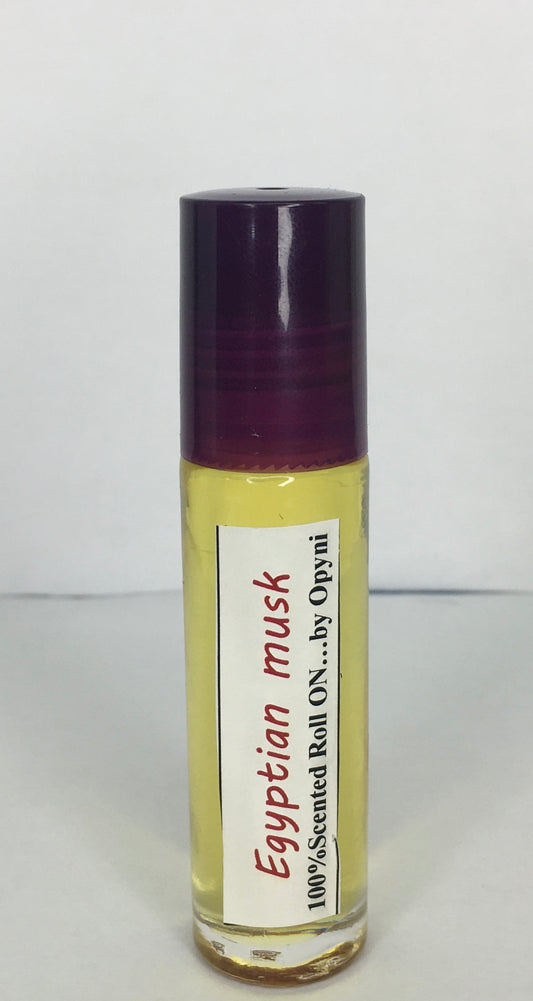 Egyptian musk
100%Scented Roll ON...by Opyni